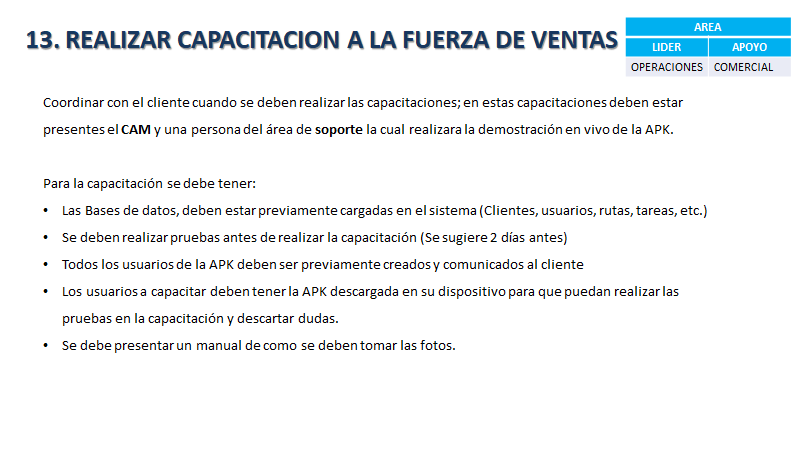 13. REALIZAR CAPACITACION A LA FUERZA DE VENTAS
AREA
LIDER APOYO
OPERACIONES COMERCIAL
Coordinar con el cliente cuando se deben realizar las capacitaciones; en estas capacitaciones deben estar
presentes el CAM y una persona del área de soporte la cual realizara la demostración en vivo de la APK.
Para la capacitación se debe tener:
• Las Bases de datos, deben estar previamente cargadas en el sistema (Clientes, usuarios, rutas, tareas, etc.)
• Se deben realizar pruebas antes de realizar la capacitación (Se sugiere 2 días antes)
• Todos los usuarios de la APK deben ser previamente creados y comunicados al cliente
• Los usuarios a capacitar deben tener la APK descargada en su dispositivo para que puedan realizar las
pruebas en la capacitación y descartar dudas.
• Se debe presentar un manual de como se deben tomar las fotos.